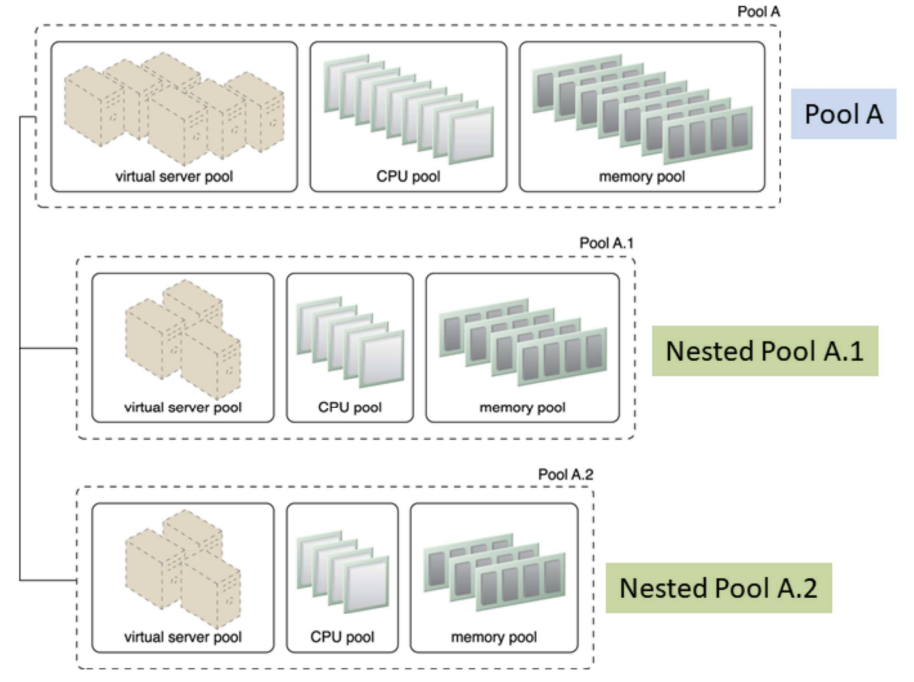 Pool A
virtual server pool
CPU pool
memory pool
Pool A
Pool A.1
virtual server pool
CPU pool
memory pool
Nested Pool A.1
Pool A.2
virtual server pool
CPU pool
memory pool
Nested Pool A.2